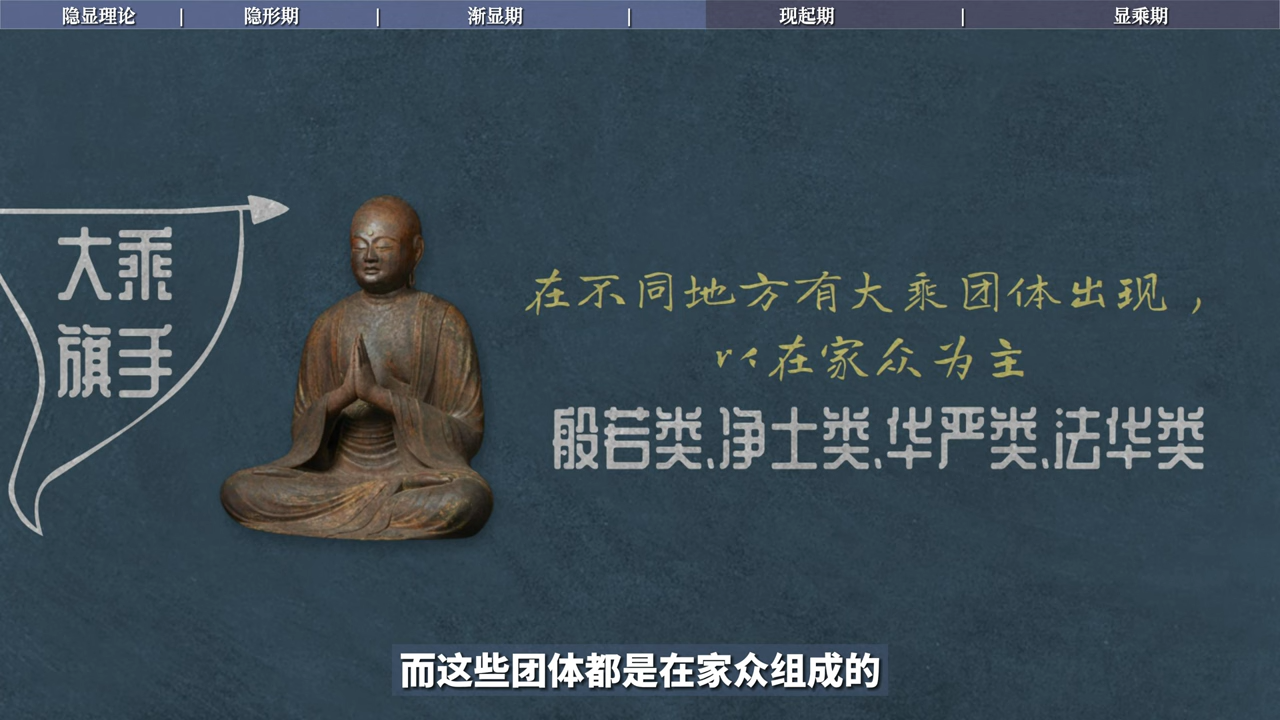 隐显理论 | 隐形期 | 渐显期 | 现起期 | 显乘期
大乘
旗手
在不同地方有大乘团体出现，
以在家众为主
般若类、净土类、华严类、法华类
而这些团体都是在家众组成的